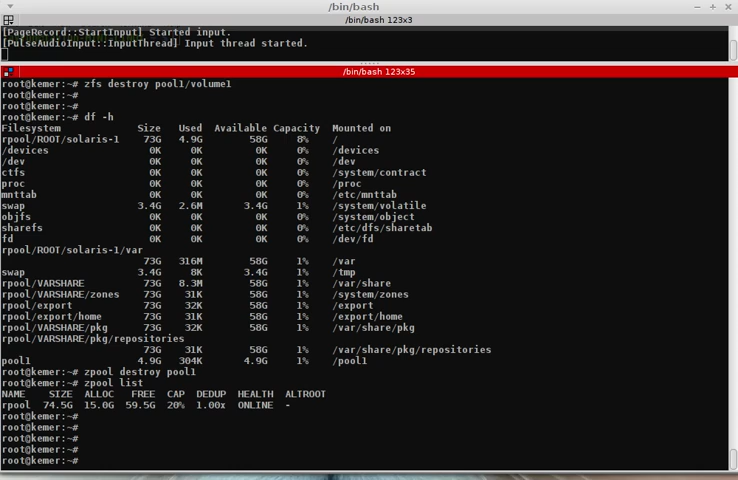 /bin/bash
/bin/bash 123x3
[PageRecord::StartInput] Started input.
[PulseAudioInput::InputThread] Input thread started.
/bin/bash 123x35
root@kemer:~# zfs destroy pool1/volume1
root@kemer:~#
root@kemer:~#
root@kemer:~# df -h
Filesystem Size Used Available Capacity Mounted on
rpool/ROOT/solaris-1 73G 4.9G 58G 8% /
/devices 0K 0K 0K 0% /devices
/dev 0K 0K 0K 0% /dev
ctfs 0K 0K 0K 0% /system/contract
proc 0K 0K 0K 0% /proc
mnttab 0K 0K 0K 0% /etc/mnttab
swap 3.4G 2.6M 3.4G 1% /system/volatile
objfs 0K 0K 0K 0% /system/object
sharefs 0K 0K 0K 0% /etc/dfs/sharetab
fd 0K 0K 0K 0% /dev/fd
rpool/ROOT/solaris-1/var
73G 316M 58G 1% /var
swap 3.4G 8K 3.4G 1% /tmp
rpool/VARSHARE 73G 8.3M 58G 1% /var/share
rpool/VARSHARE/zones 73G 31K 58G 1% /system/zones
rpool/export 73G 32K 58G 1% /export
rpool/export/home 73G 31K 58G 1% /export/home
rpool/VARSHARE/pkg 73G 32K 58G 1% /var/share/pkg
rpool/VARSHARE/pkg/repositories
73G 31K 58G 1% /var/share/pkg/repositories
pool1 4.9G 304K 4.9G 1% /pool1
root@kemer:~# zpool destroy pool1
root@kemer:~# zpool list
NAME SIZE ALLOC FREE CAP DEDUP HEALTH ALTROOT
rpool 74.5G 15.0G 59.5G 20% 1.00x ONLINE -
root@kemer:~#
root@kemer:~#
root@kemer:~#
root@kemer:~#
root@kemer:~#